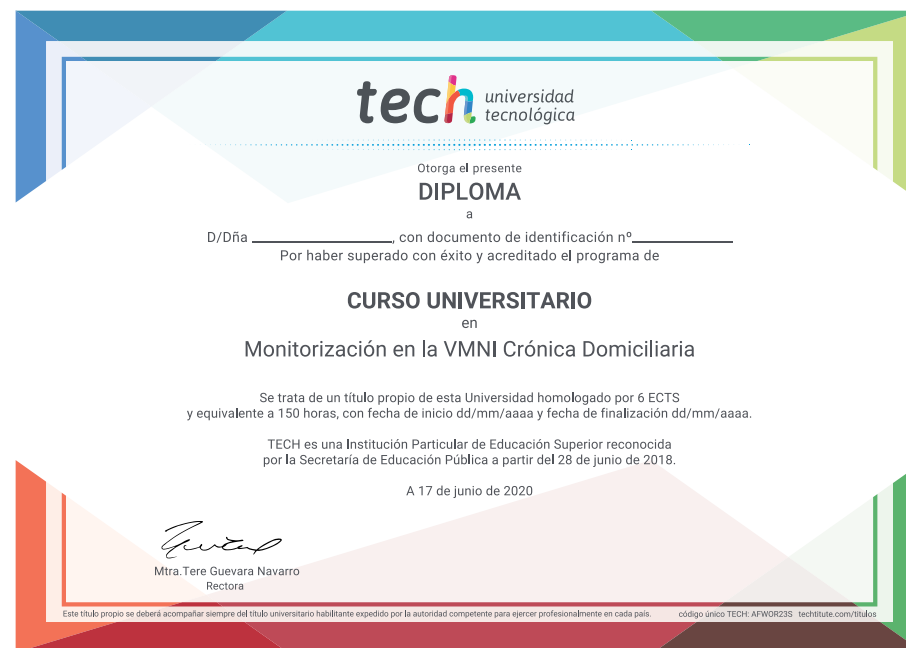 tech universidad
tecnológica
Otorga el presente
DIPLOMA
a
D/Dña ____________________, con documento de identificación nº______________
Por haber superado con éxito y acreditado el programa de
CURSO UNIVERSITARIO
en
Monitorización en la VMNI Crónica Domiciliaria
Se trata de un título propio de esta Universidad homologado por 6 ECTS
y equivalente a 150 horas, con fecha de inicio dd/mm/aaaa y fecha de finalización dd/mm/aaaa.
TECH es una Institución Particular de Educación Superior reconocida
por la Secretaría de Educación Pública a partir del 28 de junio de 2018.
A 17 de junio de 2020
Mtra.Tere Guevara Navarro
Rectora
Este título propio se deberá acompañar siempre del título universitario habilitante expedido por la autoridad competente para ejercer profesionalmente en cada país. código único TECH: AFWOR23S techtitute.com/titulos